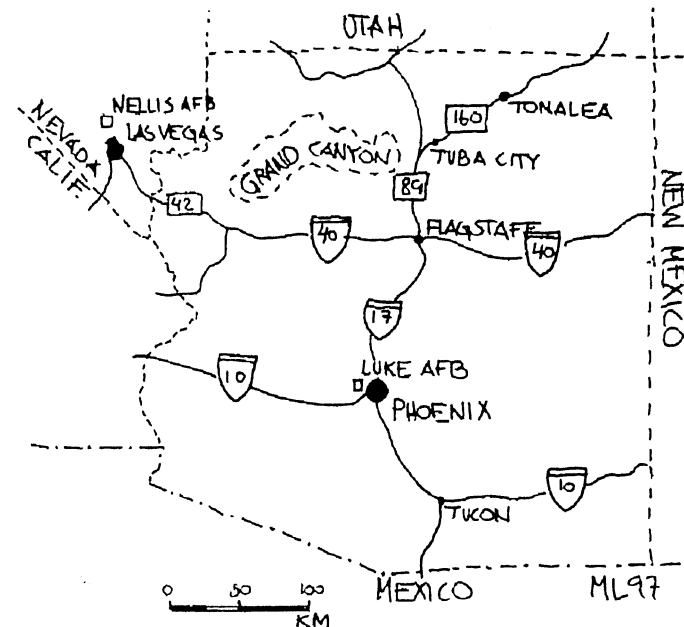 UTAH
NELLIS AFB
LAS VEGAS
NEVADA
CALIF.
160
TONALEA
TUBA CITY
GRAND CANYON
89
42
40
FLAGSTAFF
40
NEW MEXICO
17
10
LUKE AFB
PHOENIX
10
TUCON
MEXICO
ML97
0 50 100
KM